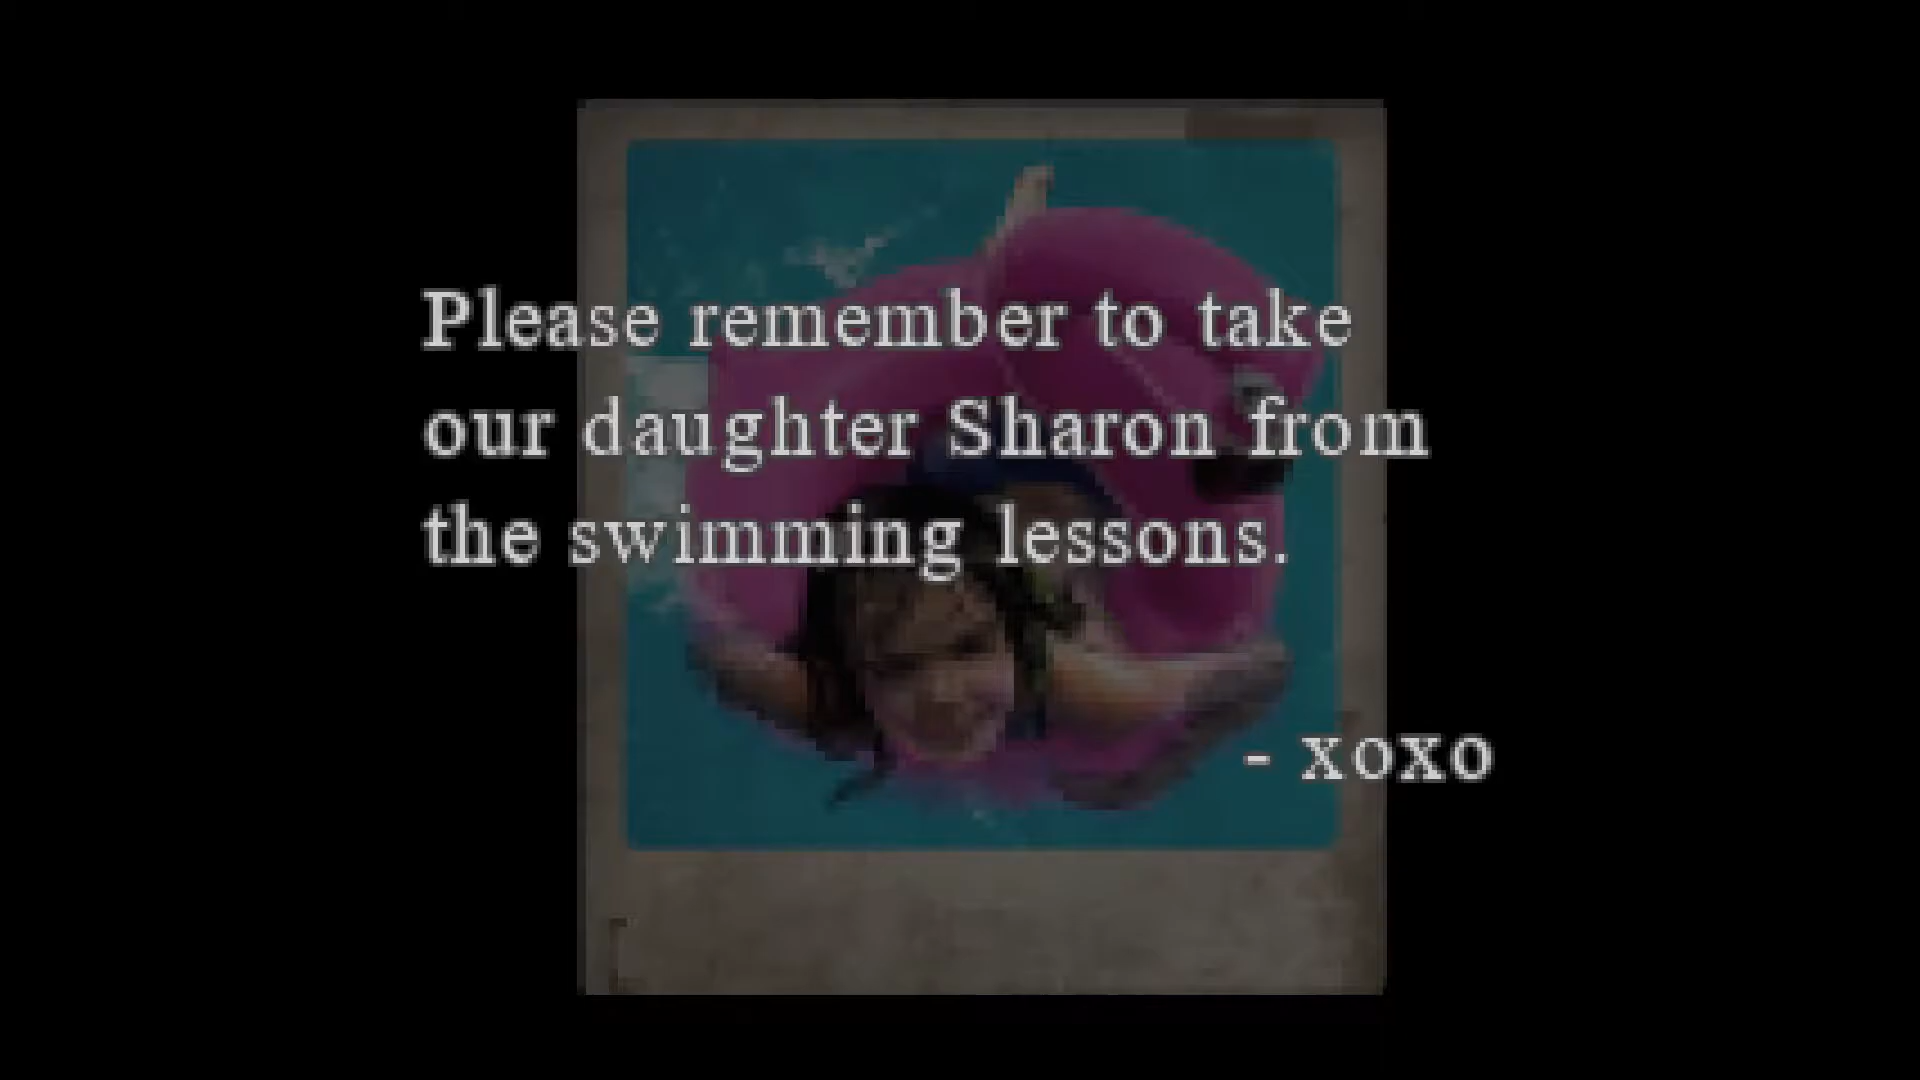 Please remember to take
our daughter Sharon from
the swimming lessons.
- xoxo